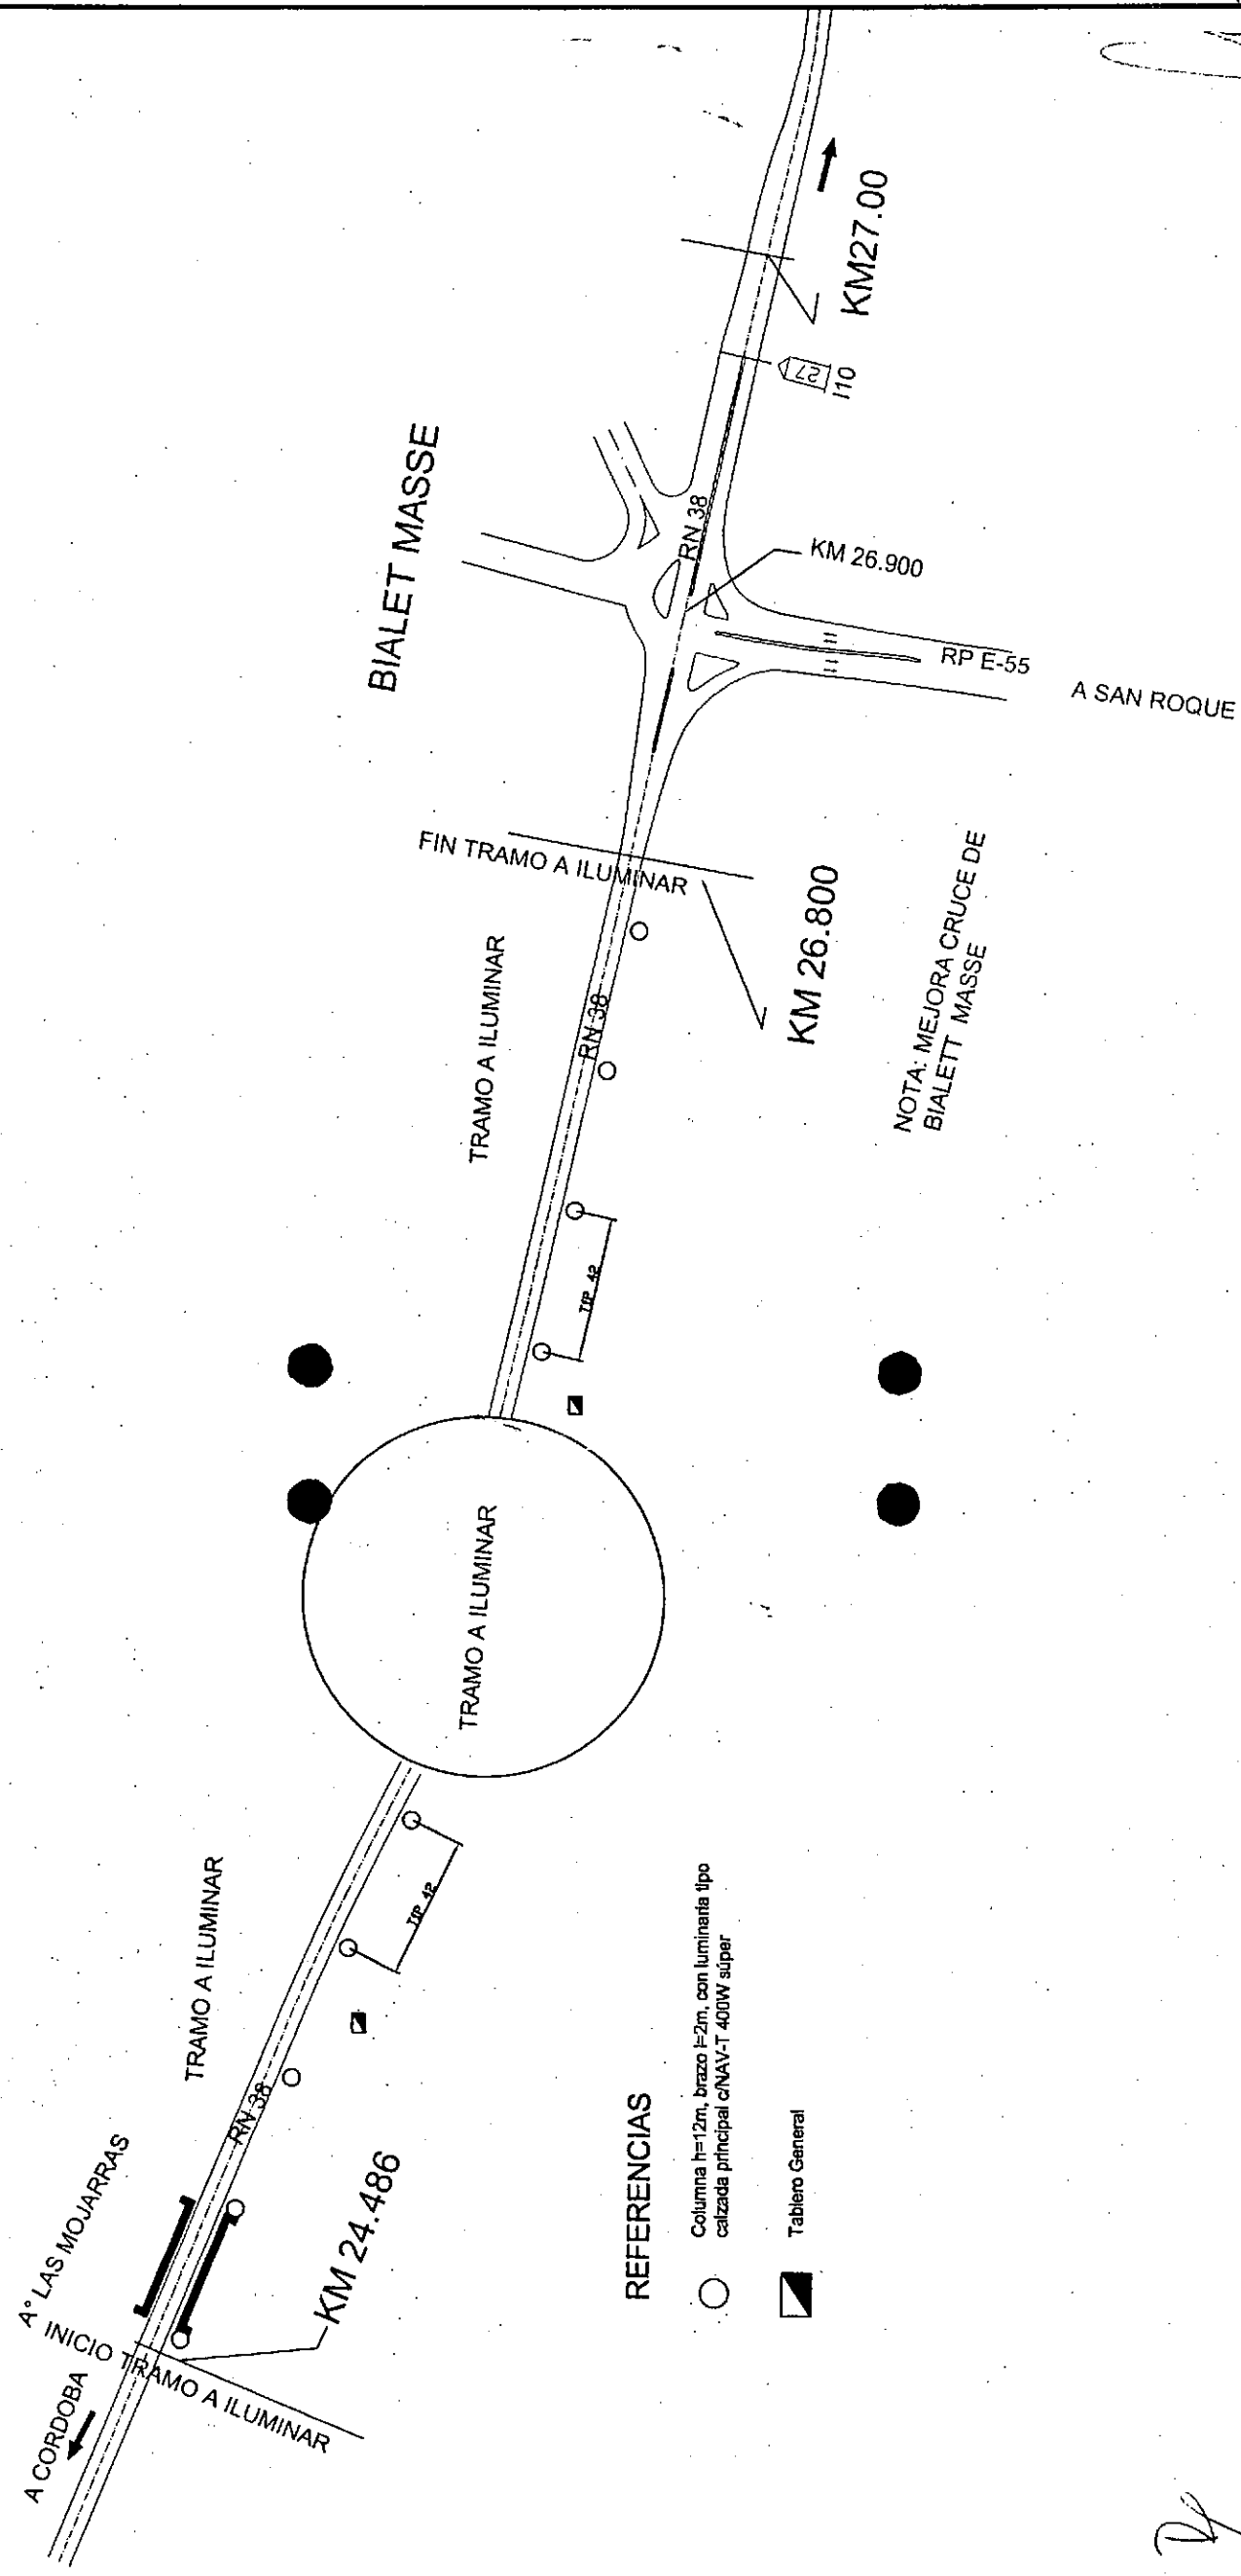 A CORDOBA
INICIO TRAMO A ILUMINAR
A° LAS MOJARRAS
KM 24.486
RN 38
TRAMO A ILUMINAR
TIP 42
TRAMO A ILUMINAR
TIP 42
TRAMO A ILUMINAR
RN 38
FIN TRAMO A ILUMINAR
KM 26.800
BIALET MASSE
RN 38
KM 26.900
RP E-55
A SAN ROQUE
27
I10
KM27.00
NOTA: MEJORA CRUCE DE
BIALETT MASSE
REFERENCIAS
Columna h=12m, brazo l=2m, con luminaria tipo
calzada principal c/NAV-T 400W súper
Tablero General